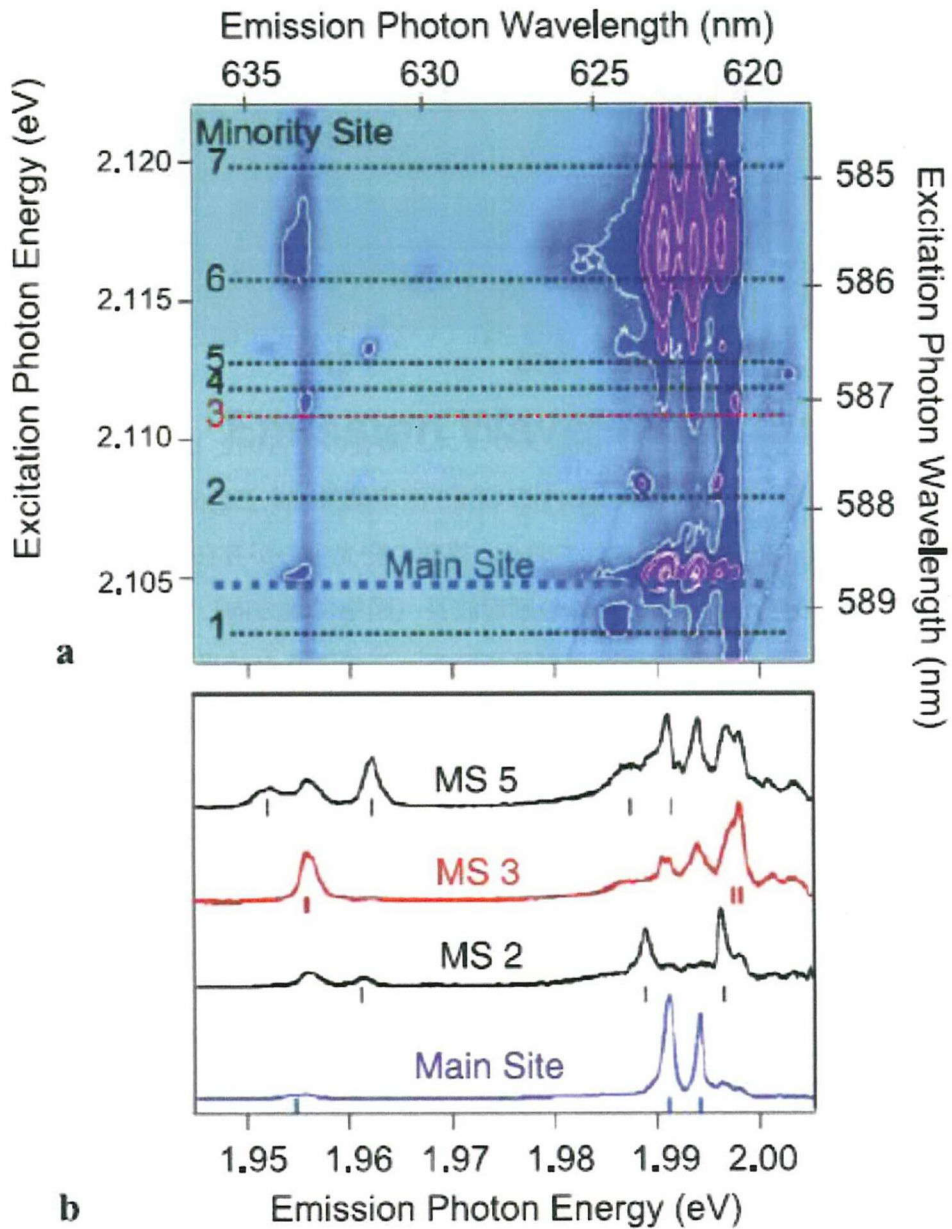 Emission Photon Wavelength (nm)
635 630 625 620
Excitation Photon Energy (eV)
Minority Site
2.120
2.115
2.110
2.105
7
6
5
4
3
2
Main Site
1
585
586
587
588
589
Excitation Photon Wavelength (nm)
a
MS 5
MS 3
MS 2
Main Site
1.95 1.96 1.97 1.98 1.99 2.00
b Emission Photon Energy (eV)